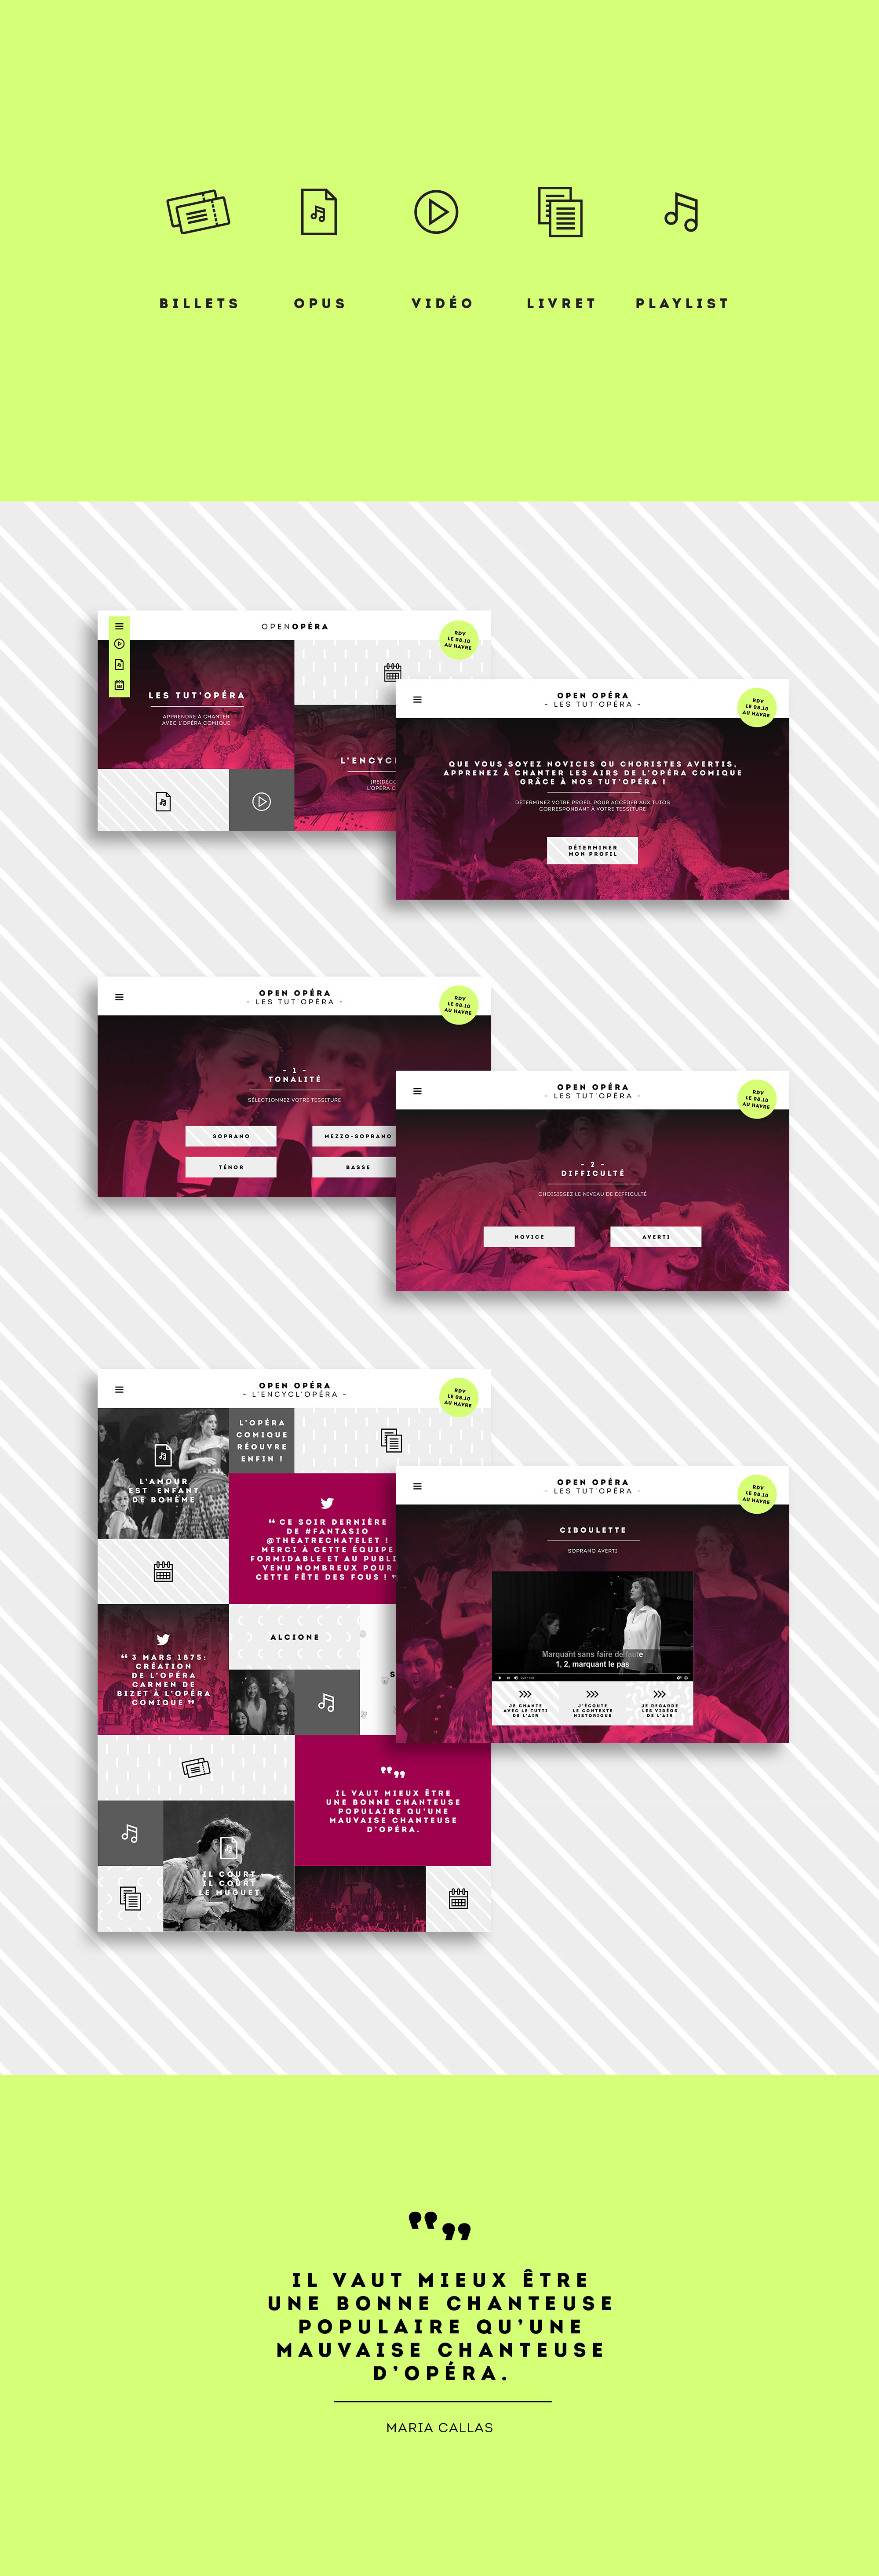 BILLETS
OPUS
VIDÉO
LIVRET
PLAYLIST
OPENOPÉRA
RDV
LE 08.10
AU HAVRE
LES TUT'OPÉRA
APPRENDRE À CHANTER
AVEC L'OPÉRA COMIQUE
L'ENCYC
(RE)DÉCO
L'OPÉRA C
OPEN OPÉRA
- LES TUT'OPÉRA -
RDV
LE 08.10
AU HAVRE
QUE VOUS SOYEZ NOVICES OU CHORISTES AVERTIS,
APPRENEZ À CHANTER LES AIRS DE L'OPÉRA COMIQUE
GRÂCE À NOS TUT'OPÉRA !
DÉTERMINEZ VOTRE PROFIL POUR ACCÉDER AUX TUTOS
CORRESPONDANT À VOTRE TESSITURE
DÉTERMINER
MON PROFIL
OPEN OPÉRA
- LES TUT'OPÉRA -
RDV
LE 08.10
AU HAVRE
- 1 -
TONALITÉ
SÉLECTIONNEZ VOTRE TESSITURE
SOPRANO
MEZZO-SOPRANO
TÉNOR
BASSE
OPEN OPÉRA
- LES TUT'OPÉRA -
RDV
LE 08.10
AU HAVRE
- 2 -
DIFFICULTÉ
CHOISISSEZ LE NIVEAU DE DIFFICULTÉ
NOVICE
AVERTI
OPEN OPÉRA
- L'ENCYCL'OPÉRA -
RDV
LE 08.10
AU HAVRE
L'AMOUR
EST ENFANT
DE BOHÈME
L'OPÉRA
COMIQUE
RÉOUVRE
ENFIN !
“ CE SOIR DERNIÈRE
DE #FANTASIO
@THEATRECHATELET !
MERCI À CETTE ÉQUIPE
FORMIDABLE ET AU PUBLI
VENU NOMBREUX POUR
CETTE FÊTE DES FOUS ! ”
“ 3 MARS 1875:
CRÉATION
DE L'OPÉRA
CARMEN DE
BIZET À L'OPÉRA
COMIQUE ”
ALCIONE
S
IL VAUT MIEUX ÊTRE
UNE BONNE CHANTEUSE
POPULAIRE QU'UNE
MAUVAISE CHANTEUSE
D'OPÉRA.
IL COURT,
IL COURT
LE MUGUET
OPEN OPÉRA
- LES TUT'OPÉRA -
RDV
LE 08.10
AU HAVRE
CIBOULETTE
SOPRANO AVERTI
Marquant sans faire de faute
1, 2, marquant le pas
JE CHANTE
AVEC LE TUTTI
DE L'AIR
J'ÉCOUTE
LE CONTEXTE
HISTORIQUE
JE REGARDE
LES VIDÉOS
DE L'AIR
IL VAUT MIEUX ÊTRE
UNE BONNE CHANTEUSE
POPULAIRE QU'UNE
MAUVAISE CHANTEUSE
D'OPÉRA.
MARIA CALLAS